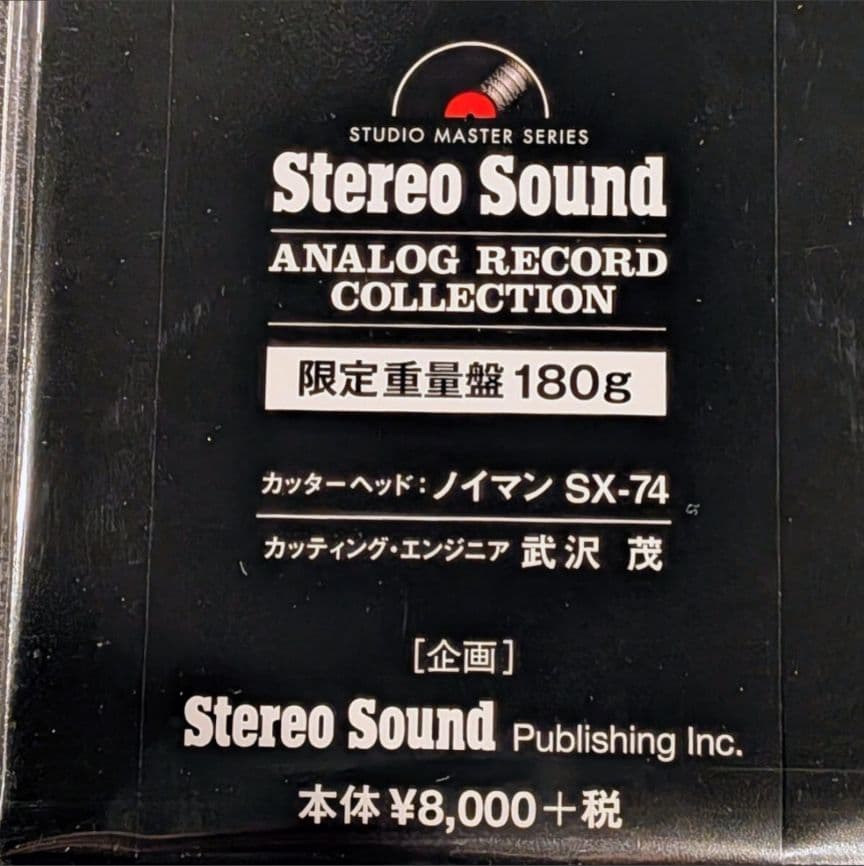 STUDIO MASTER SERIES
Stereo Sound
ANALOG RECORD
COLLECTION
限定重量盤180g
カッターヘッド:ノイマン SX-74
カッティング・エンジニア 武沢 茂
[企画]
Stereo Sound Publishing Inc.
本体¥8,000+税